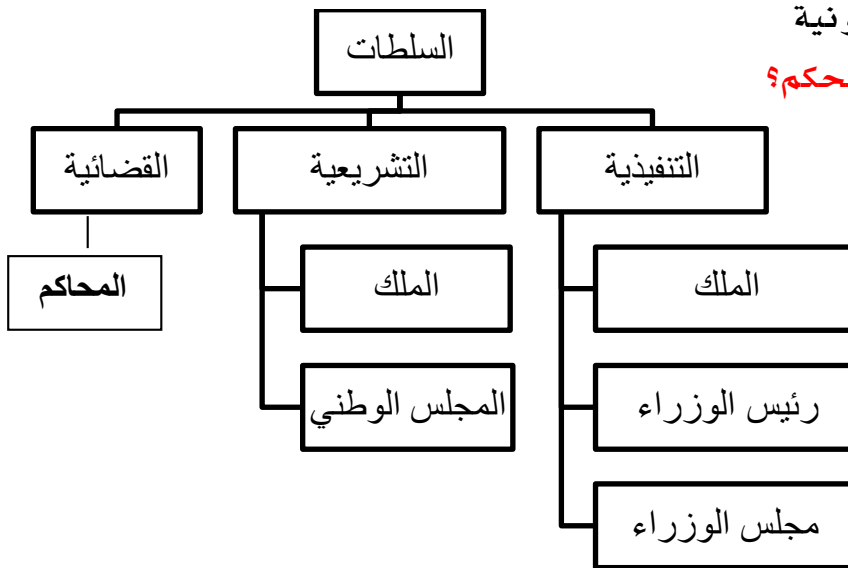 السلطات
التنفيذية
التشريعية
القضائية
الملك
الملك
المحاكم
رئيس الوزراء
المجلس الوطني
مجلس الوزراء